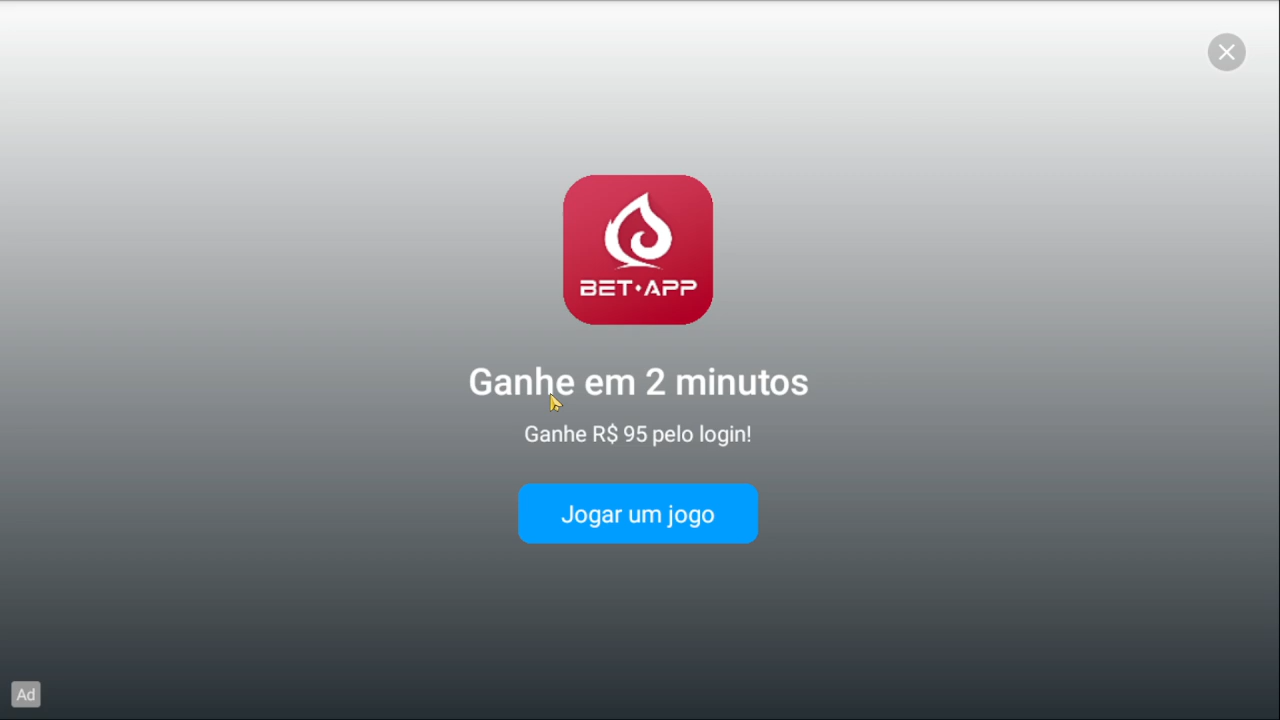 BET♦APP
Ganhe em 2 minutos
Ganhe R$ 95 pelo login!
Jogar um jogo
Ad